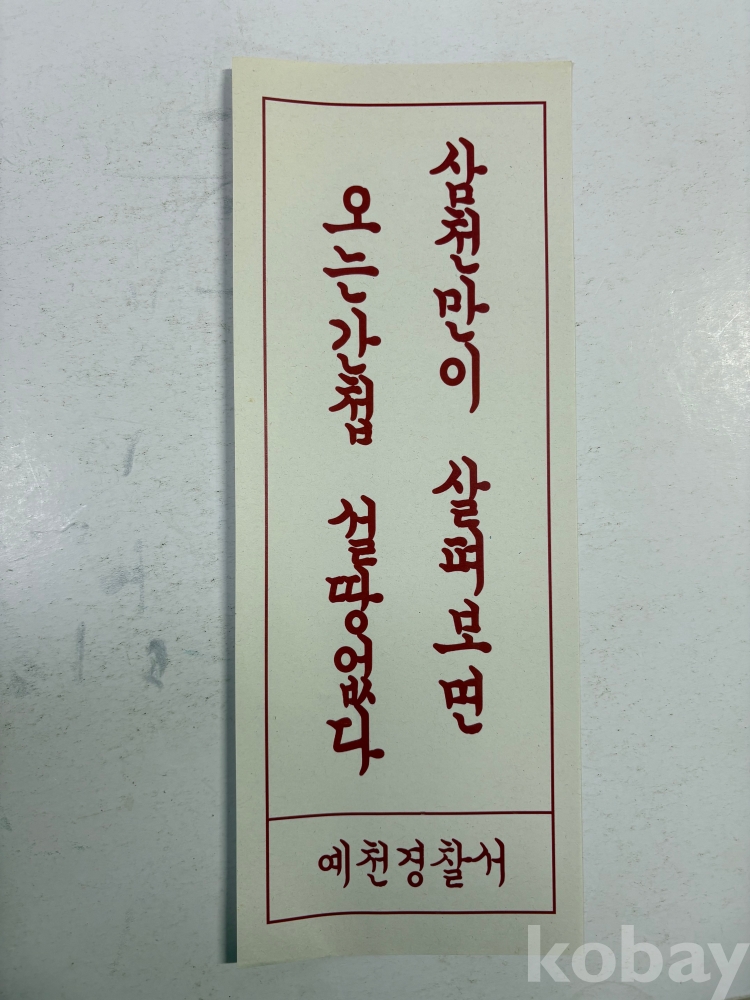 삼천만이 살펴보면
오는간첩 설땅없다
예천경찰서
kobay